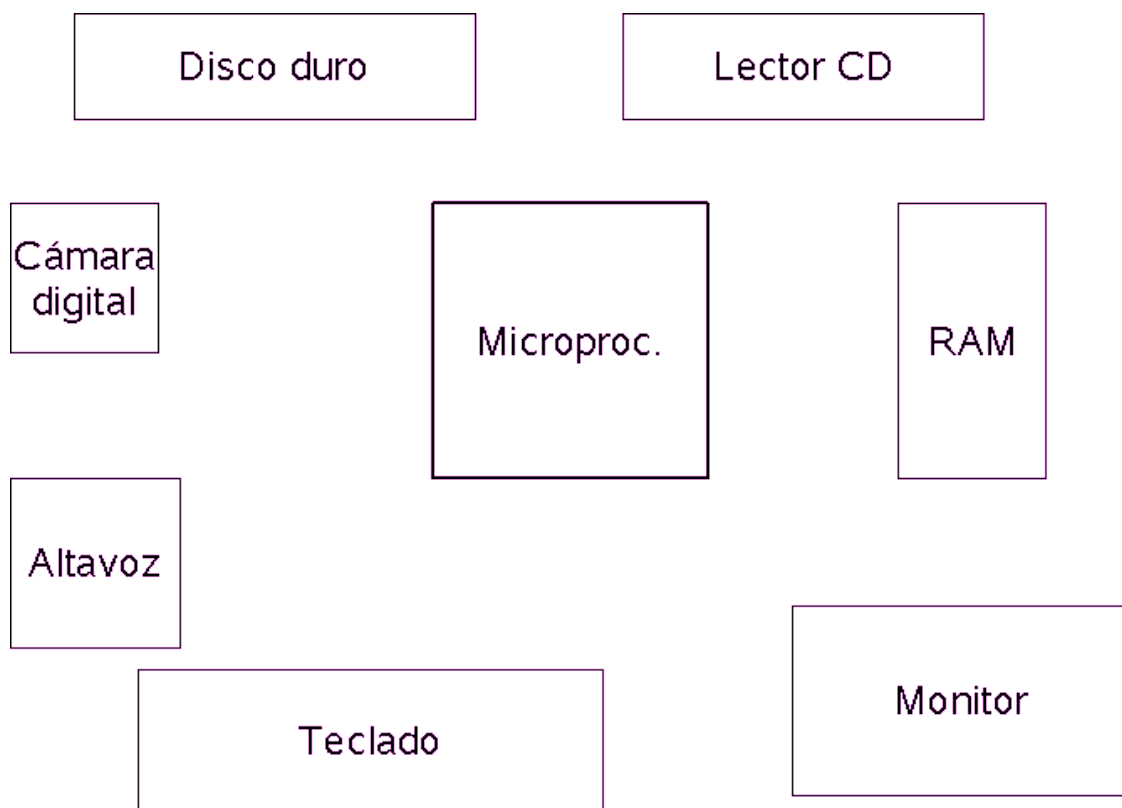 Disco duro
Lector CD
Cámara
digital
Microproc.
RAM
Altavoz
Teclado
Monitor